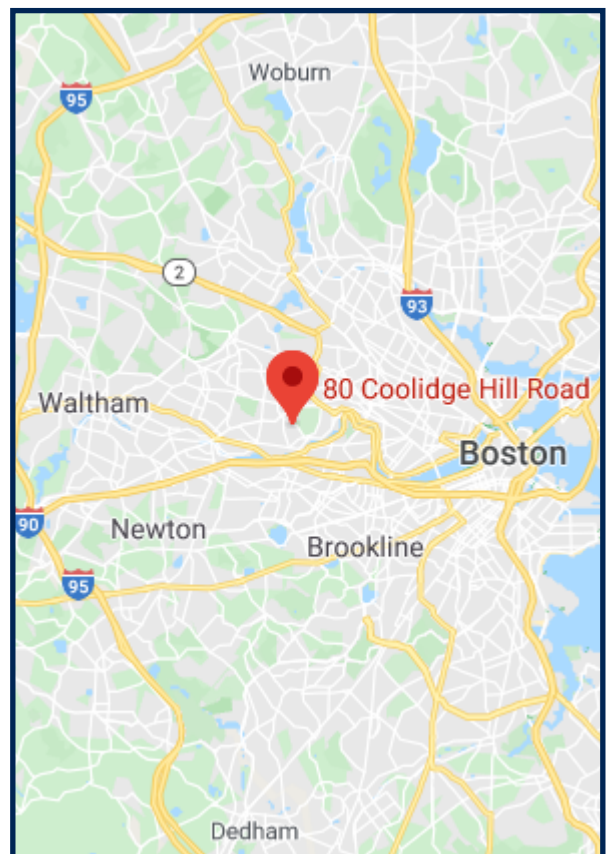 Woburn
95
2
93
80 Coolidge Hill Road
Waltham
Boston
90
Newton
Brookline
95
Dedham